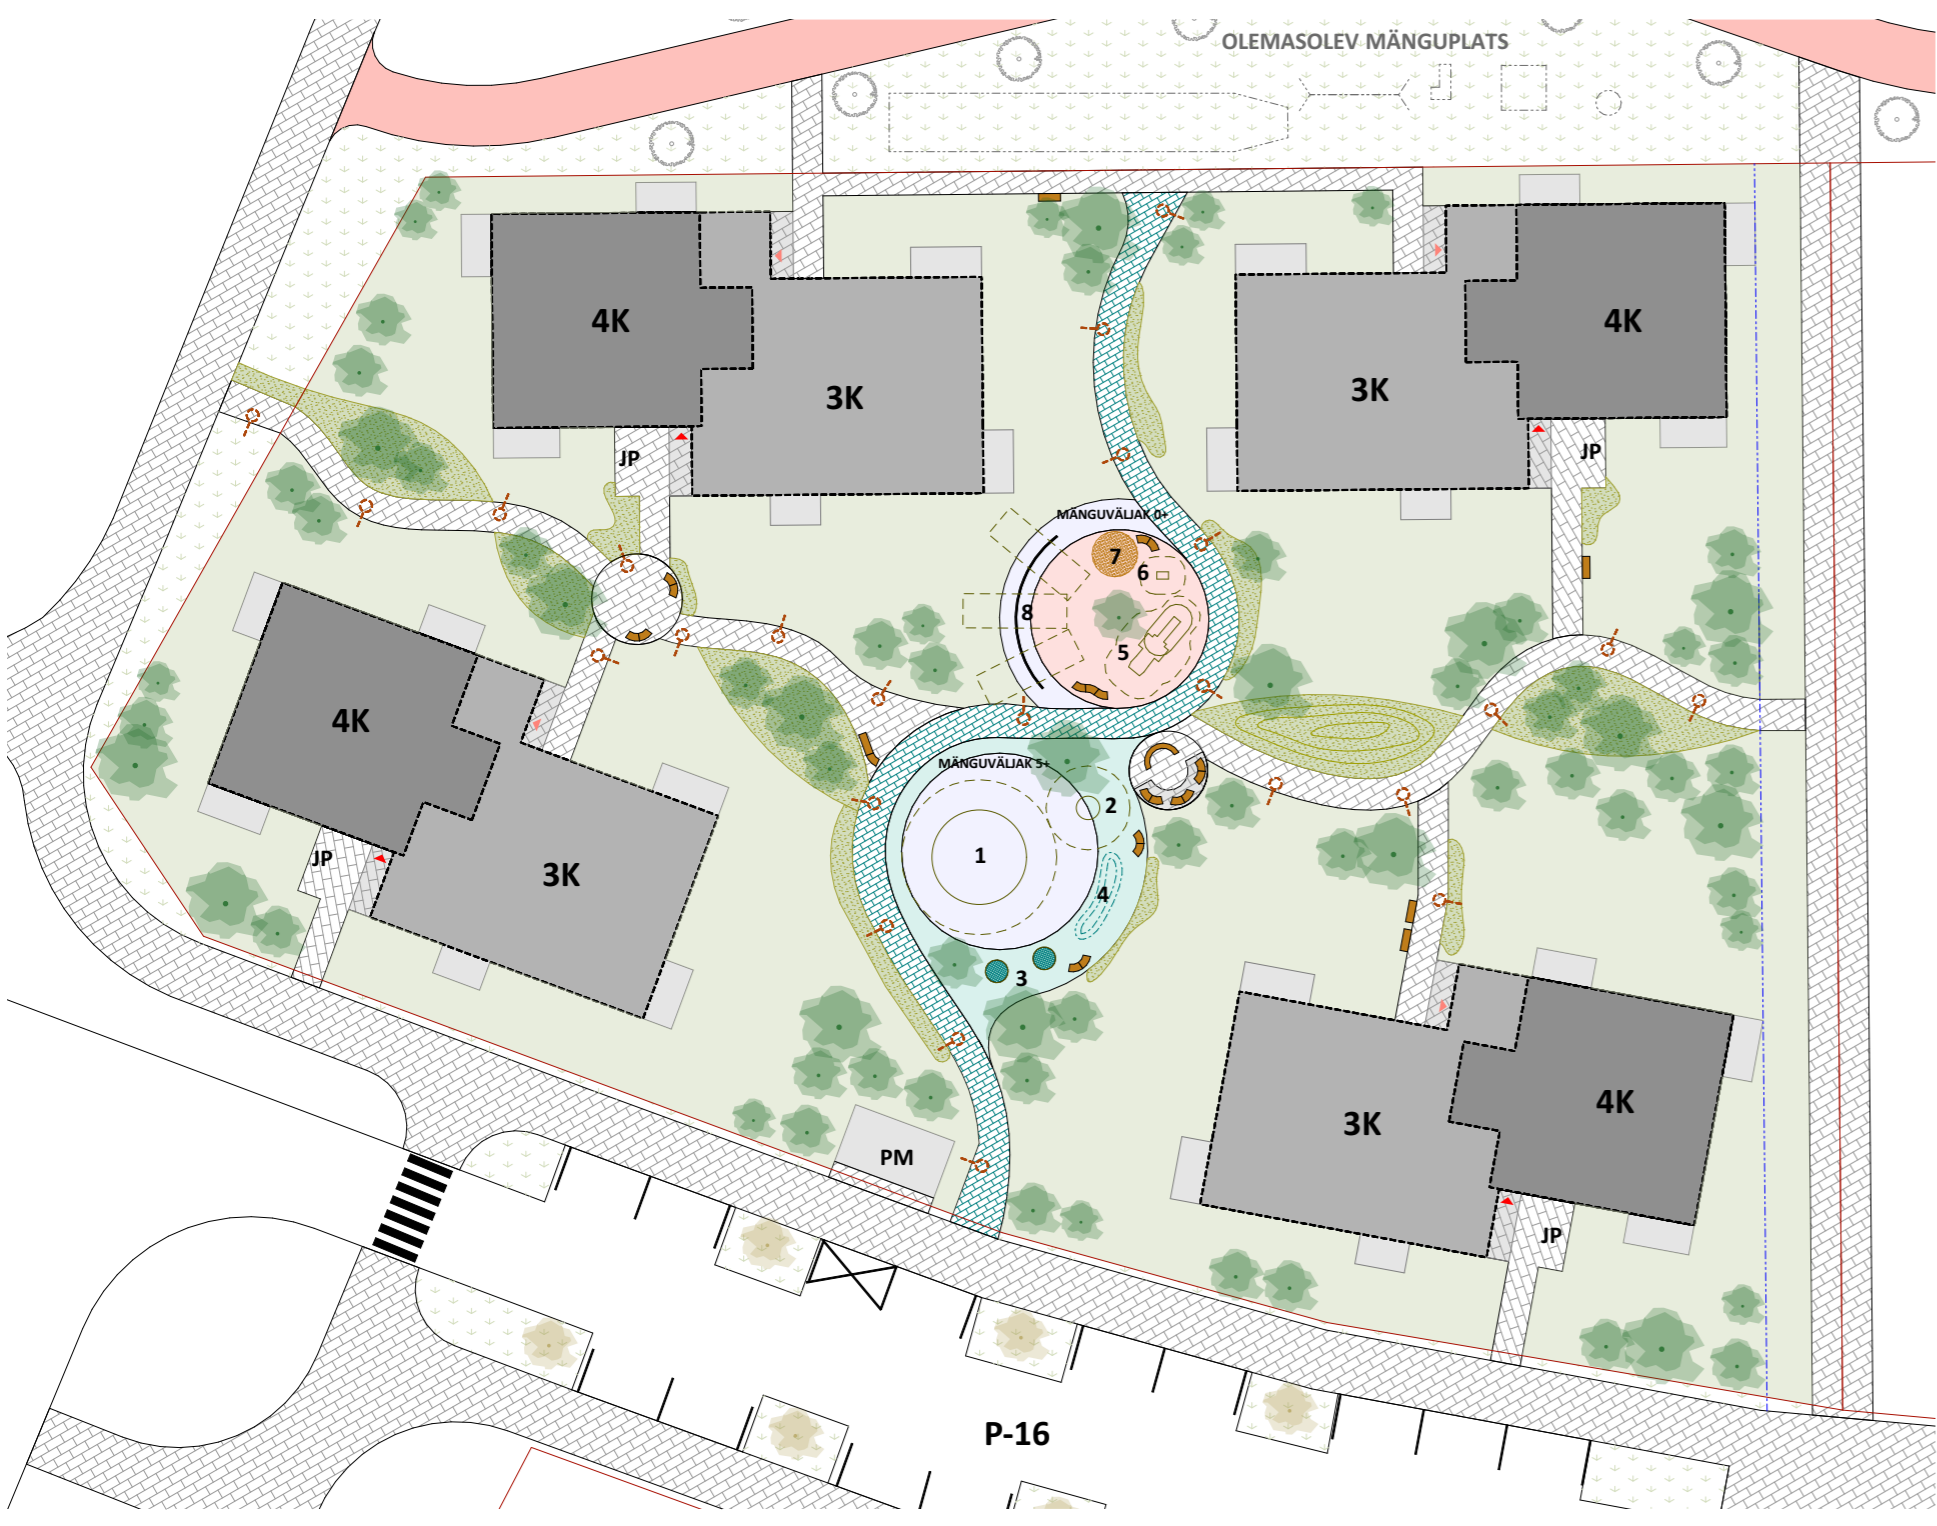 OLEMASOLEV MÄNGUPLATS
4K
3K
JP
3K
4K
JP
MÄNGUVÄLJAK 0+
7
6
8
5
4K
3K
JP
MÄNGUVÄLJAK 5+
1
2
4
3
PM
3K
4K
JP
P-16